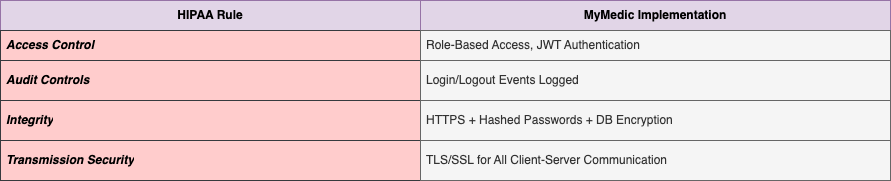 HIPAA Rule MyMedic Implementation
Access Control Role-Based Access, JWT Authentication
Audit Controls Login/Logout Events Logged
Integrity HTTPS + Hashed Passwords + DB Encryption
Transmission Security TLS/SSL for All Client-Server Communication